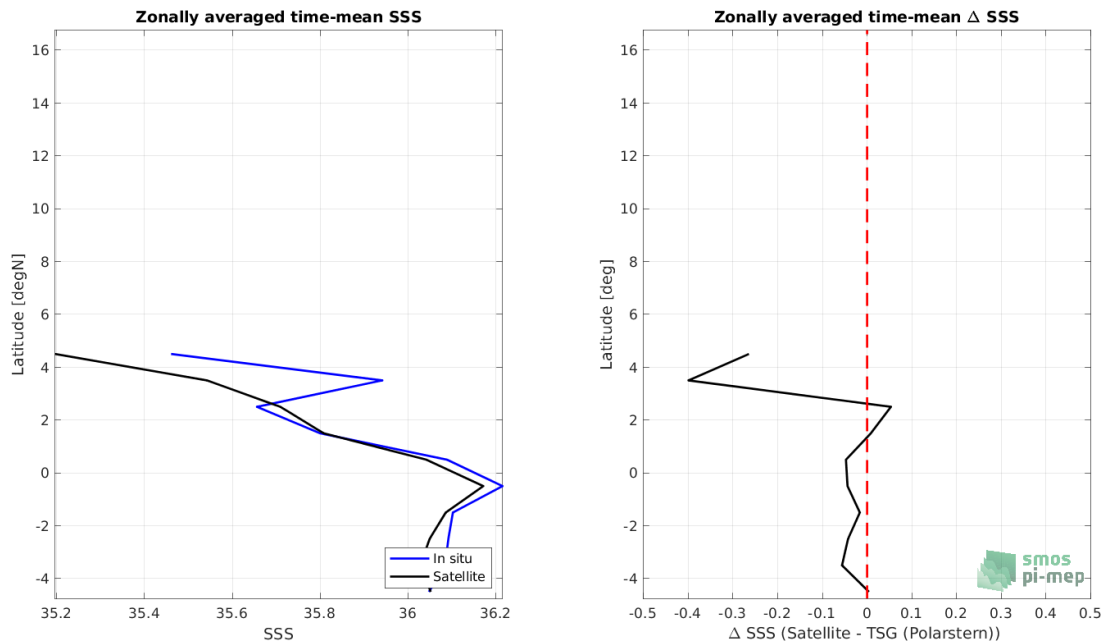 Zonally averaged time-mean SSS
16
14
12
10
8
6
4
2
0
-2
-4
Latitude [degN]
35.2 35.4 35.6 35.8 36 36.2
SSS
In situ
Satellite
Zonally averaged time-mean Δ SSS
16
14
12
10
8
6
4
2
0
-2
-4
Latitude [deg]
-0.5 -0.4 -0.3 -0.2 -0.1 0 0.1 0.2 0.3 0.4 0.5
Δ SSS (Satellite - TSG (Polarstern))
smos
pi-mep